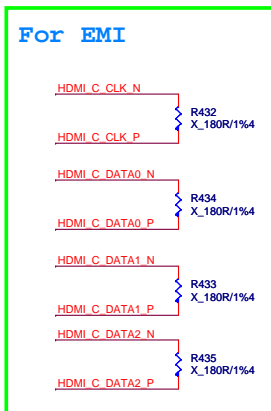 For EMI
HDMI_C_CLK_N
R432
X_180R/1%4
HDMI_C_CLK_P
HDMI_C_DATA0_N
R434
X_180R/1%4
HDMI_C_DATA0_P
HDMI_C_DATA1_N
R433
X_180R/1%4
HDMI_C_DATA1_P
HDMI_C_DATA2_N
R435
X_180R/1%4
HDMI_C_DATA2_P